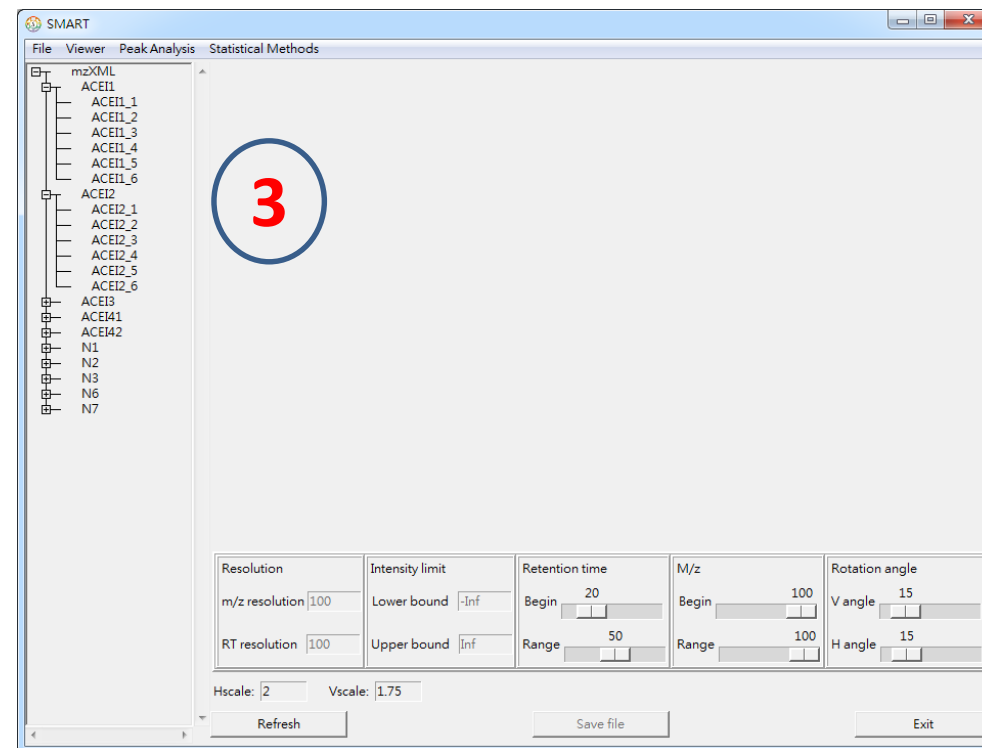 SMART
File Viewer Peak Analysis Statistical Methods
mzXML
ACEI1
ACEI1_1
ACEI1_2
ACEI1_3
ACEI1_4
ACEI1_5
ACEI1_6
ACEI2
ACEI2_1
ACEI2_2
ACEI2_3
ACEI2_4
ACEI2_5
ACEI2_6
ACEI3
ACEI41
ACEI42
N1
N2
N3
N6
N7
3
Resolution
m/z resolution 100
RT resolution 100
Intensity limit
Lower bound -Inf
Upper bound Inf
Retention time
20
Begin
50
Range
M/z
100
Begin
100
Range
Rotation angle
15
V angle
15
H angle
Hscale: 2 Vscale: 1.75
Refresh Save file Exit